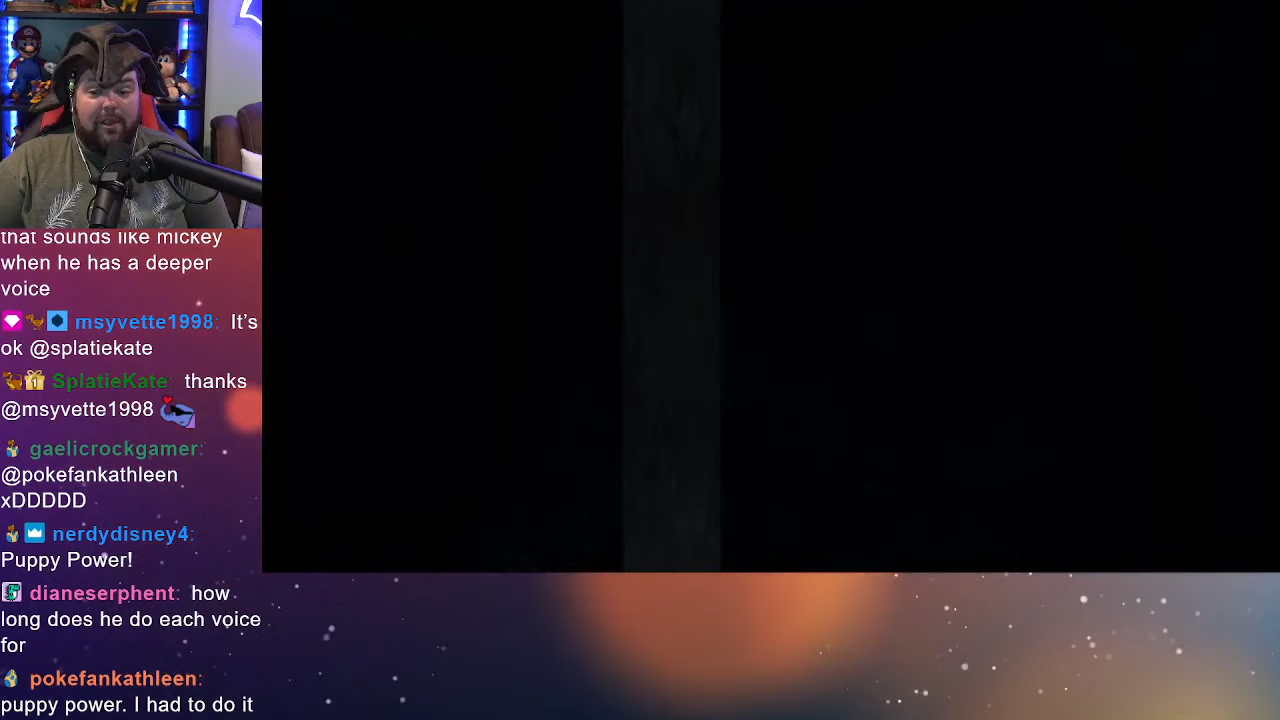 that sounds like mickey
when he has a deeper
voice
msyvette1998: It's
ok @splatiekate
SplatieKate: thanks
@msyvette1998
gaelicrockgamer:
@pokefankathleen
xDDDDD
nerdydisney4:
Puppy Power!
dianeserphent: how
long does he do each voice
for
pokefankathleen:
puppy power. I had to do it